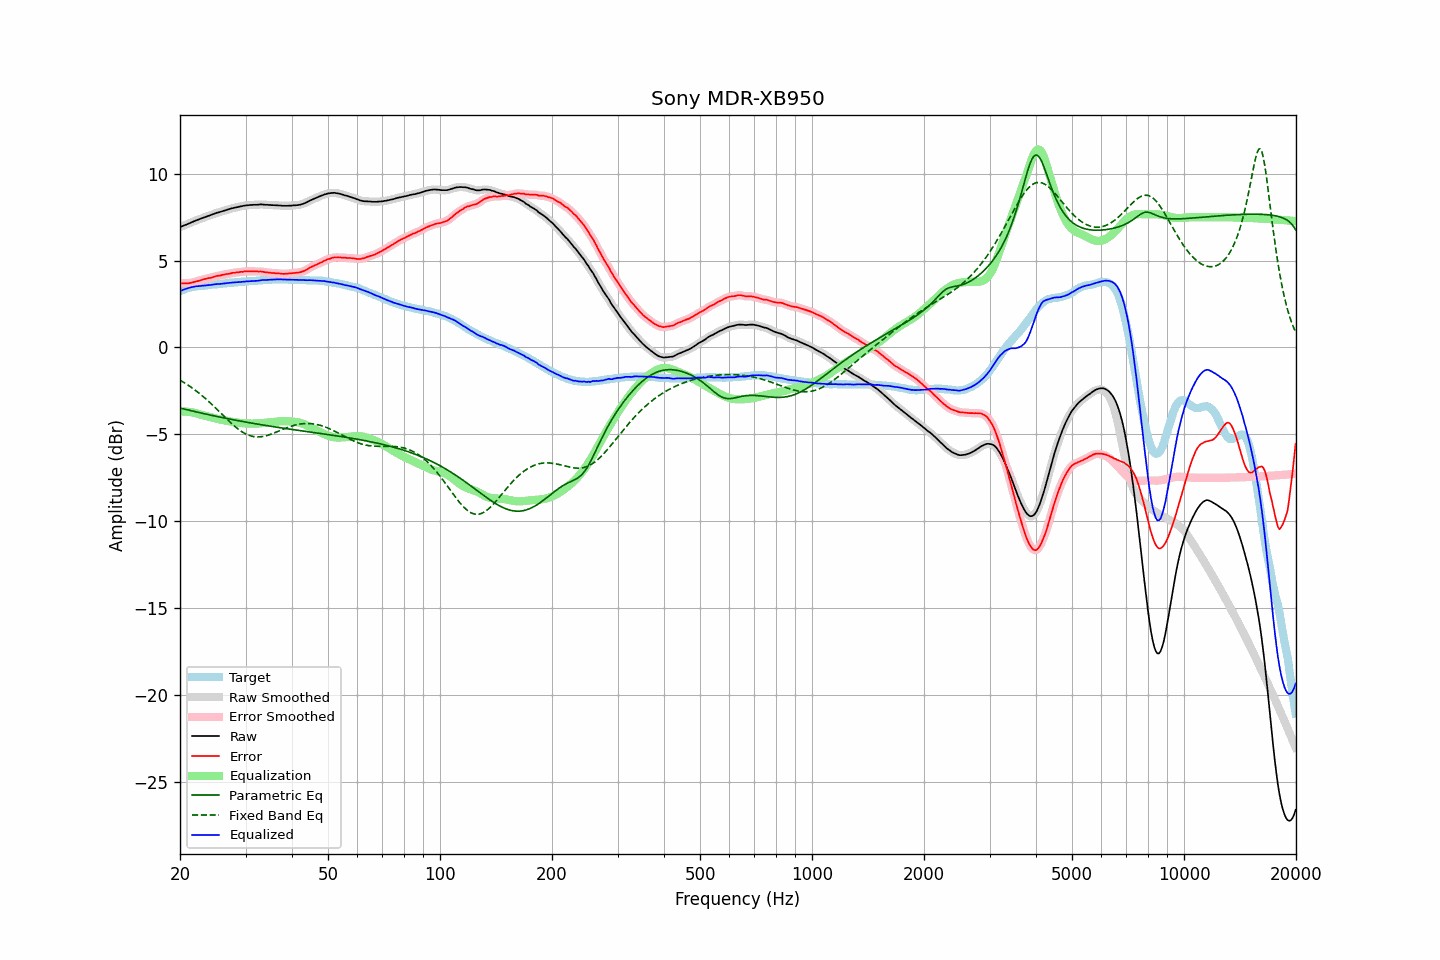 Sony MDR-XB950
Amplitude (dBr)
10
5
0
−5
−10
−15
−20
−25
Target
Raw Smoothed
Error Smoothed
Raw
Error
Equalization
Parametric Eq
Fixed Band Eq
Equalized
20 50 100 200 500 1000 2000 5000 10000 20000
Frequency (Hz)